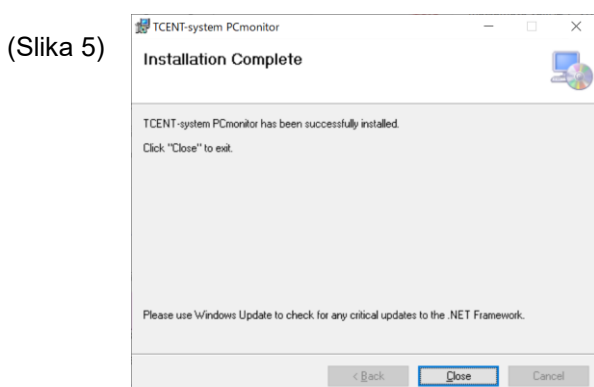 (Slika 5)
TCENT-system PCmonitor
Installation Complete
TCENT-system PCmonitor has been successfully installed.
Click "Close" to exit.
Please use Windows Update to check for any critical updates to the .NET Framework.
< Back
Close
Cancel